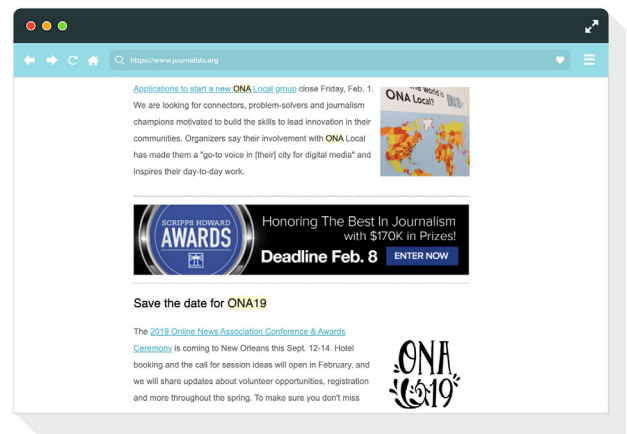 https://www.journalists.org
Applications to start a new ONA Local group close Friday, Feb. 1.
We are looking for connectors, problem-solvers and journalism
champions motivated to build the skills to lead innovation in their
communities. Organizers say their involvement with ONA Local
has made them a "go-to voice in [their] city for digital media" and
inspires their day-to-day work.
the world is
ONA Local?
SCRIPPS HOWARD
AWARDS
Honoring The Best In Journalism
with $170K in Prizes!
Deadline Feb. 8
ENTER NOW
Save the date for ONA19
The 2019 Online News Association Conference & Awards
Ceremony is coming to New Orleans this Sept. 12-14. Hotel
booking and the call for session ideas will open in February, and
we will share updates about volunteer opportunities, registration
and more throughout the spring. To make sure you don't miss
ONA
19